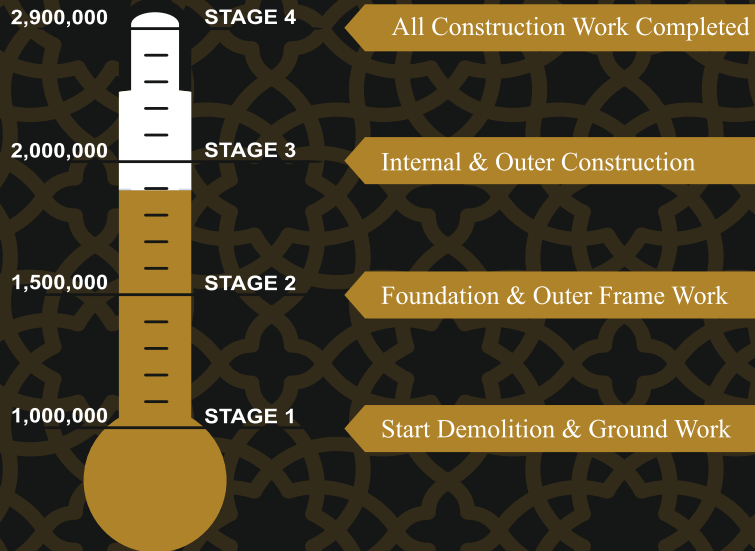 2,900,000 STAGE 4 All Construction Work Completed
2,000,000 STAGE 3 Internal & Outer Construction
1,500,000 STAGE 2 Foundation & Outer Frame Work
1,000,000 STAGE 1 Start Demolition & Ground Work